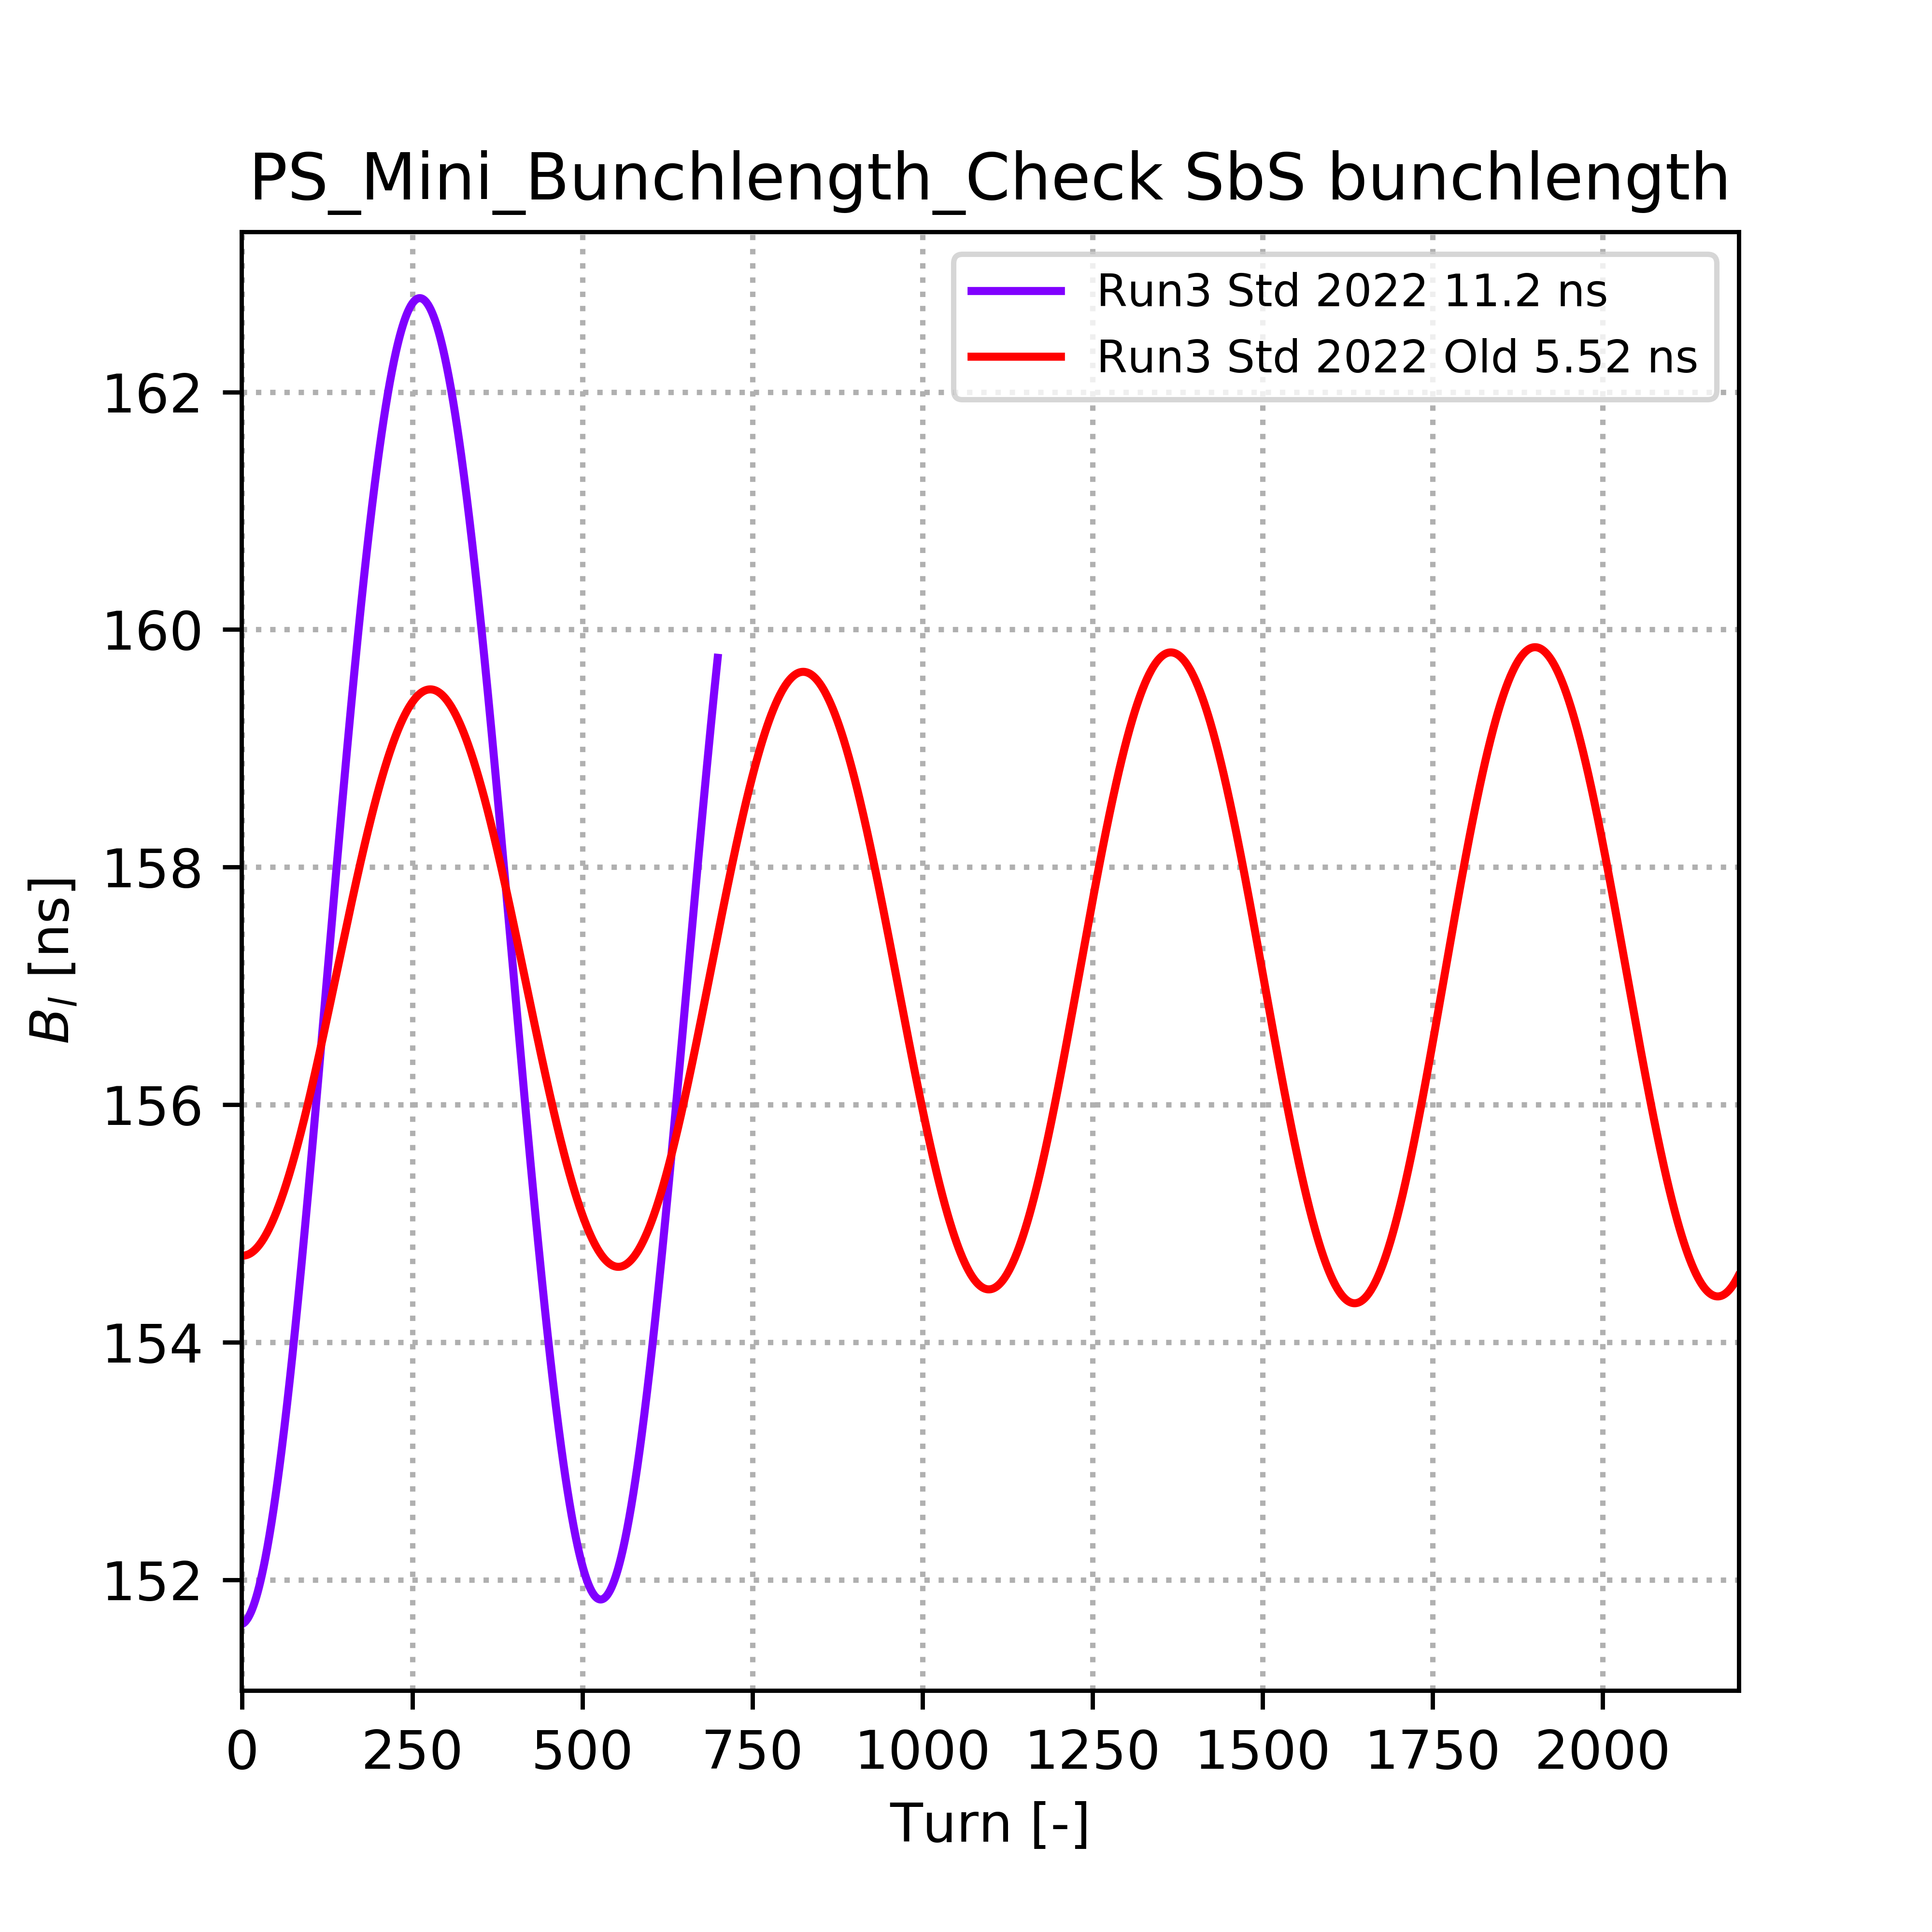 PS_Mini_Bunchlength_Check SbS bunchlength
Run3 Std 2022 11.2 ns
Run3 Std 2022 Old 5.52 ns
162
160
158
156
154
152
B_l [ns]
0 250 500 750 1000 1250 1500 1750 2000
Turn [-]